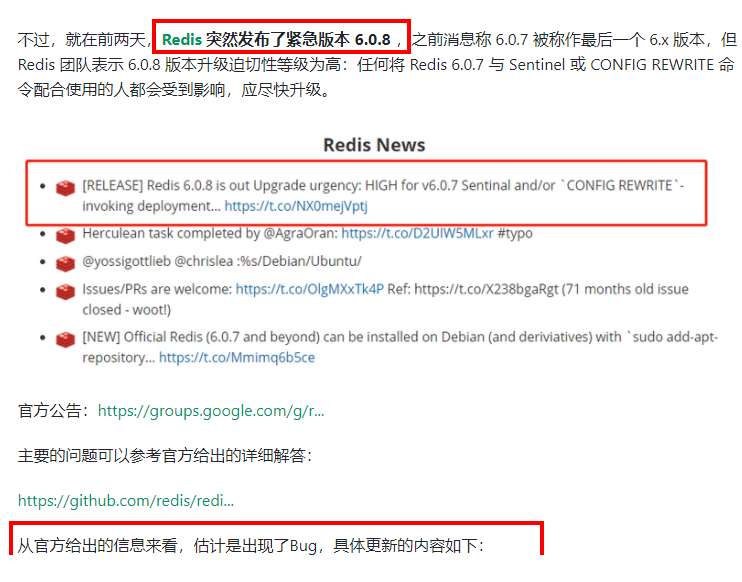 不过，就在前两天，Redis 突然发布了紧急版本 6.0.8 ，之前消息称 6.0.7 被称作最后一个 6.x 版本，但
Redis 团队表示 6.0.8 版本升级迫切性等级为高：任何将 Redis 6.0.7 与 Sentinel 或 CONFIG REWRITE 命
令配合使用的人都会受到影响，应尽快升级。
Redis News
[RELEASE] Redis 6.0.8 is out Upgrade urgency: HIGH for v6.0.7 Sentinal and/or `CONFIG REWRITE`-
invoking deployment... https://t.co/NX0mejVptj
Herculean task completed by @AgraOran: https://t.co/D2UIW5MLxr #typo
@yossigottlieb @chrislea :%s/Debian/Ubuntu/
Issues/PRs are welcome: https://t.co/OlgMXxTk4P Ref: https://t.co/X238bgaRgt (71 months old issue
closed - woot!)
[NEW] Official Redis (6.0.7 and beyond) can be installed on Debian (and deriviatives) with `sudo add-apt-
repository... https://t.co/Mmimq6b5ce
官方公告：https://groups.google.com/g/r...
主要的问题可以参考官方给出的详细解答：
https://github.com/redis/redi...
从官方给出的信息来看，估计是出现了Bug，具体更新的内容如下：